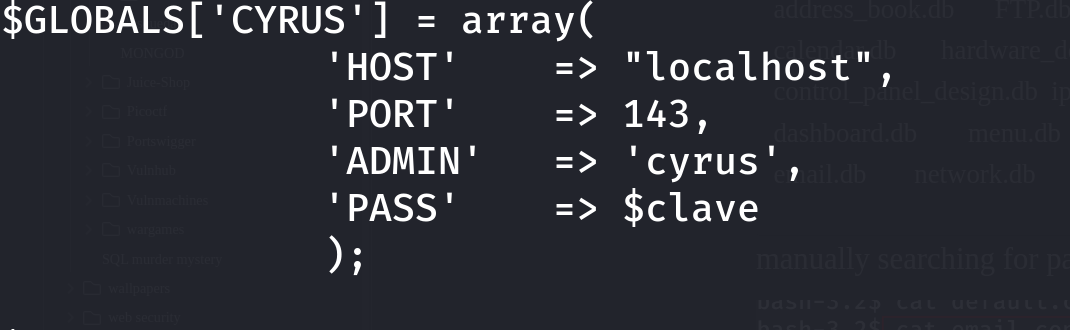 $GLOBALS['CYRUS'] = array(
'HOST' => "localhost",
'PORT' => 143,
'ADMIN' => 'cyrus',
'PASS' => $clave
);
address_book.db FTP.db
calendar.db hardware_d
control_panel_design.db ip
dashboard.db menu.db
email.db network.db
manually searching for pa
bash-3.2$ cat default.
MONGOD
Juice-Shop
Picoctf
Portswigger
Vulnhub
Vulnmachines
wargames
SQL murder mystery
wallpapers
web security